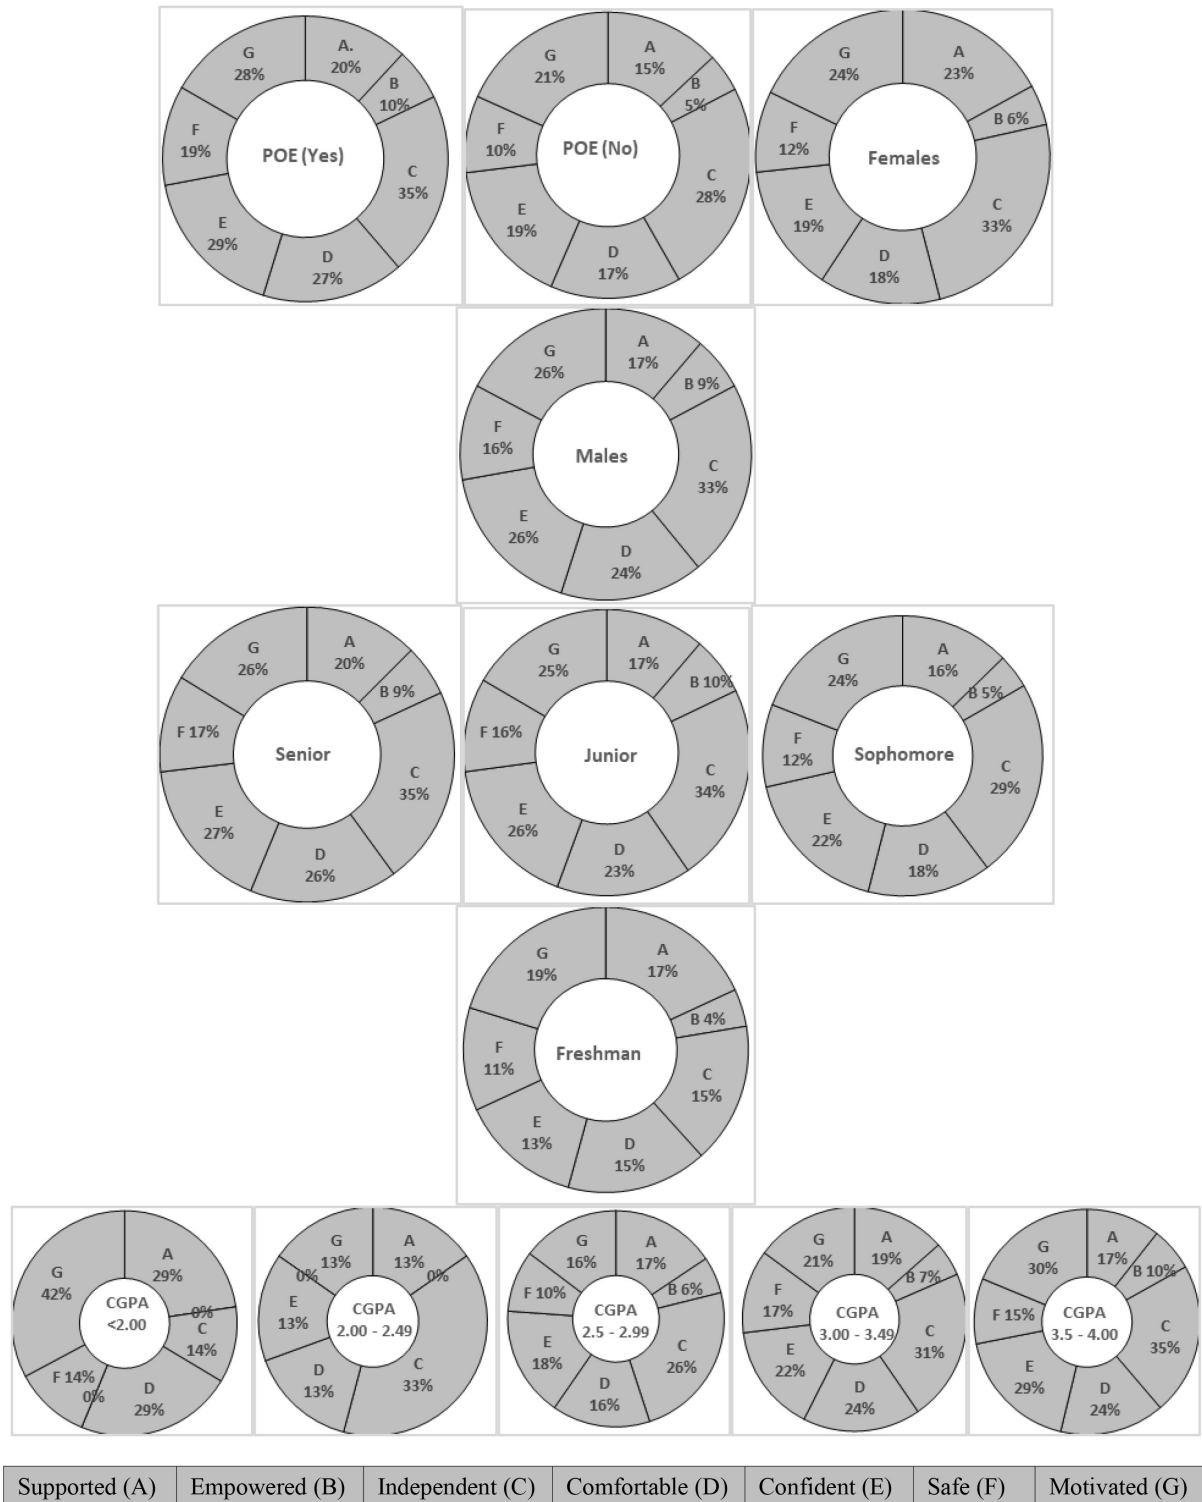 G
28%
A.
20%
B
10%
F
19%
POE (Yes)
C
35%
E
29%
D
27%
G
21%
A
15%
B
5%
F
10%
POE (No)
C
28%
E
19%
D
17%
G
24%
A
23%
B 6%
F
12%
Females
E
19%
C
33%
D
18%
G
26%
A
17%
B 9%
F
16%
Males
C
33%
E
26%
D
24%
G
26%
A
20%
B 9%
F 17%
Senior
C
35%
E
27%
D
26%
G
25%
A
17%
B 10%
F 16%
Junior
C
34%
E
26%
D
23%
G
24%
A
16%
B 5%
F
12%
Sophomore
C
29%
E
22%
D
18%
G
19%
A
17%
B 4%
F
11%
Freshman
C
15%
E
13%
D
15%
G
42%
A
29%
0%
CGPA
<2.00
C
14%
F 14%
0%
D
29%
G
13%
A
13%
0%
0%
E
13%
CGPA
2.00 - 2.49
D
13%
C
33%
G
16%
A
17%
F 10%
B 6%
CGPA
2.5 - 2.99
E
18%
C
26%
D
16%
G
21%
A
19%
B 7%
F
17%
CGPA
3.00 - 3.49
C
31%
E
22%
D
24%
G
30%
A
17%
B 10%
F 15%
CGPA
3.5 - 4.00
C
35%
E
29%
D
24%
Supported (A) Empowered (B) Independent (C) Comfortable (D) Confident (E) Safe (F) Motivated (G)